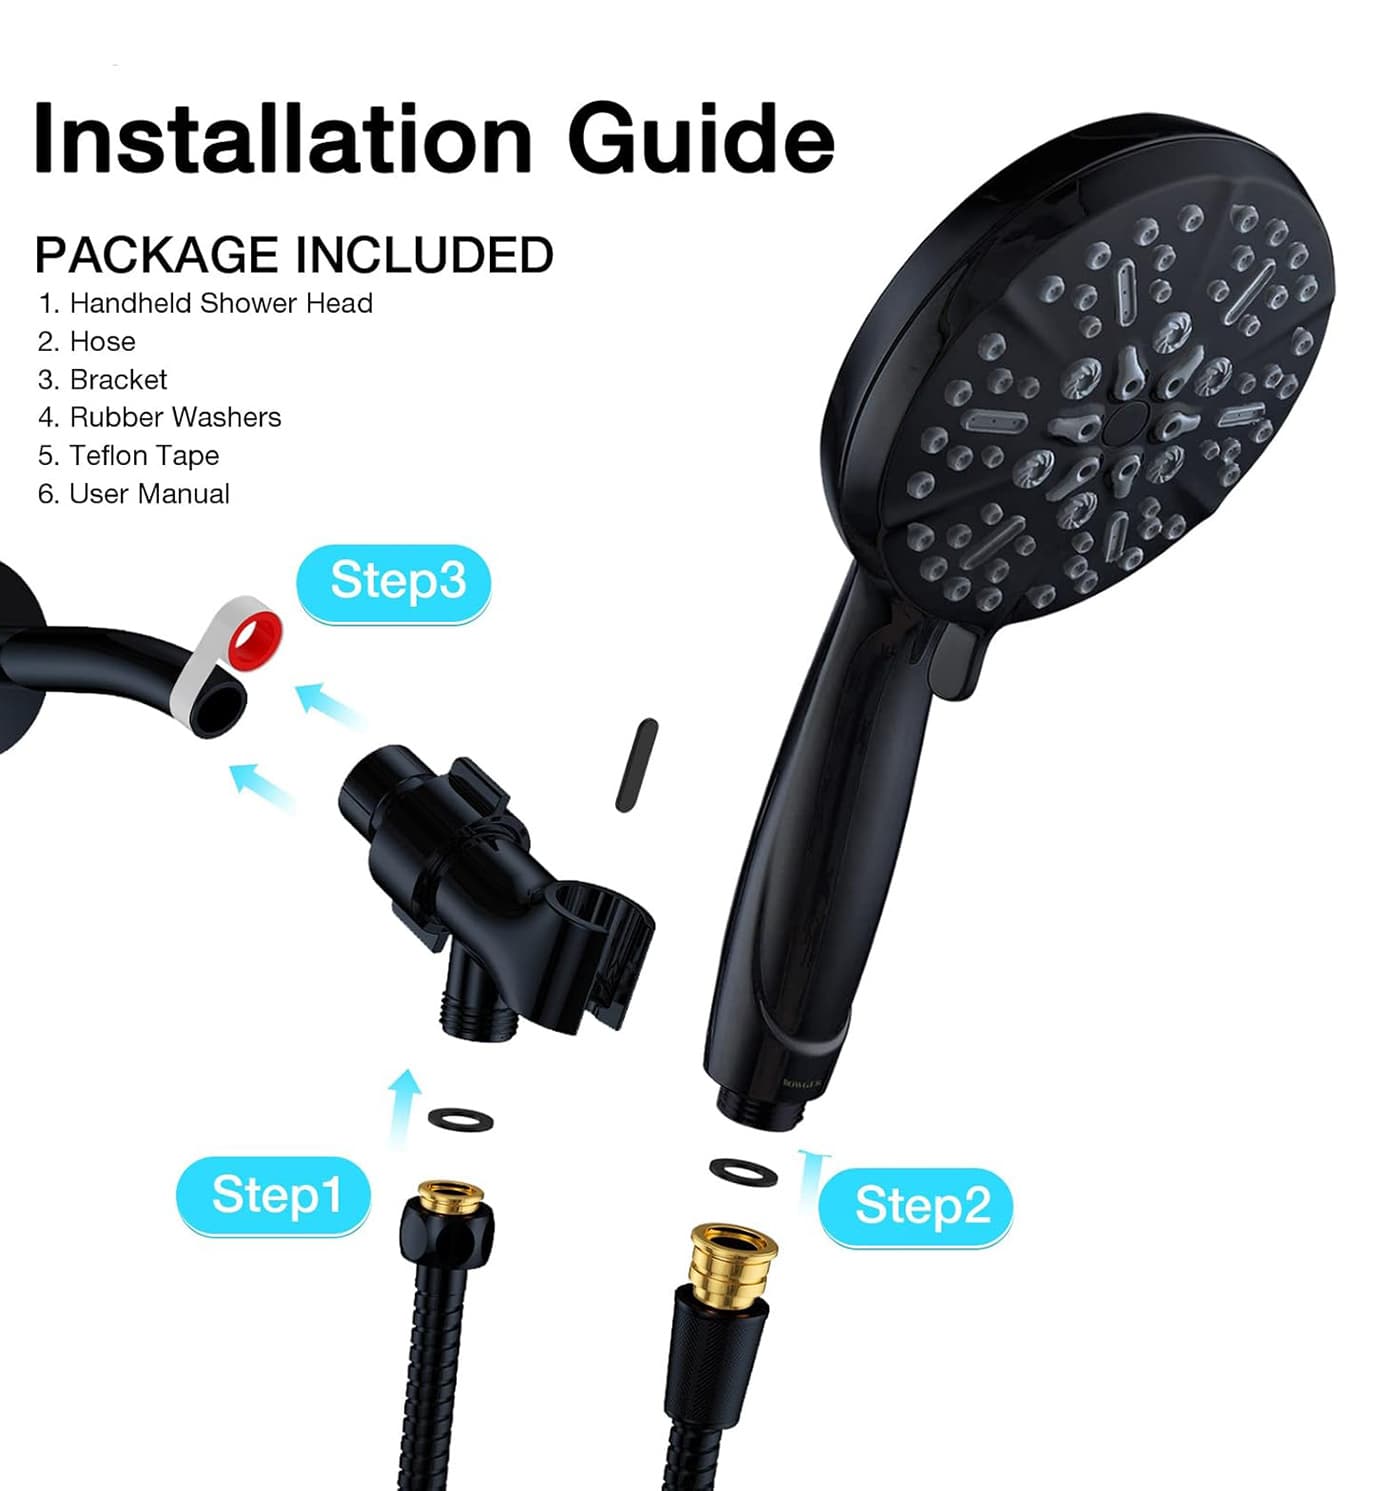 Installation Guide
PACKAGE INCLUDED
1. Handheld Shower Head
2. Hose
3. Bracket
4. Rubber Washers
5. Teflon Tape
6. User Manual
Step3
Step1
Step2